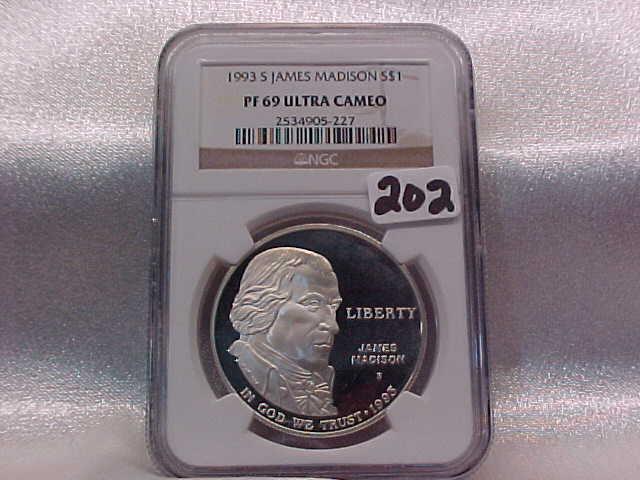 1993 S JAMES MADISON S$1
PF 69 ULTRA CAMEO
2534905-227
NGC
202
LIBERTY
JAMES
MADISON
S
IN GOD WE TRUST · 1993